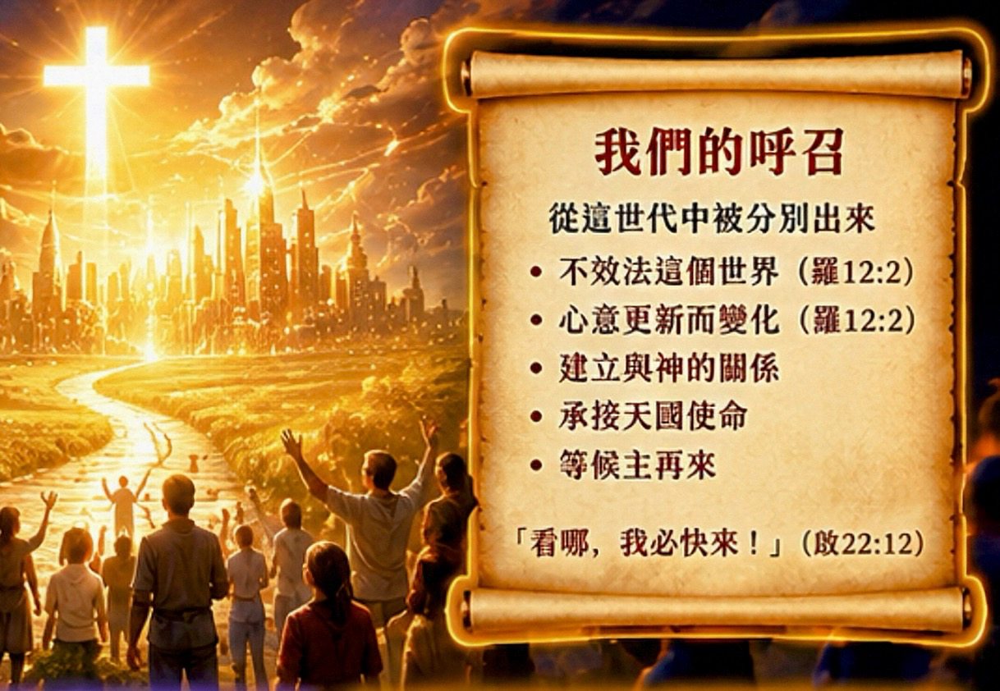 我們的呼召
從這世代中被分別出來
• 不效法這個世界（羅12:2）
• 心意更新而變化（羅12:2）
• 建立與神的關係
• 承接天國使命
• 等候主再來
「看哪，我必快來！」（啟22:12）